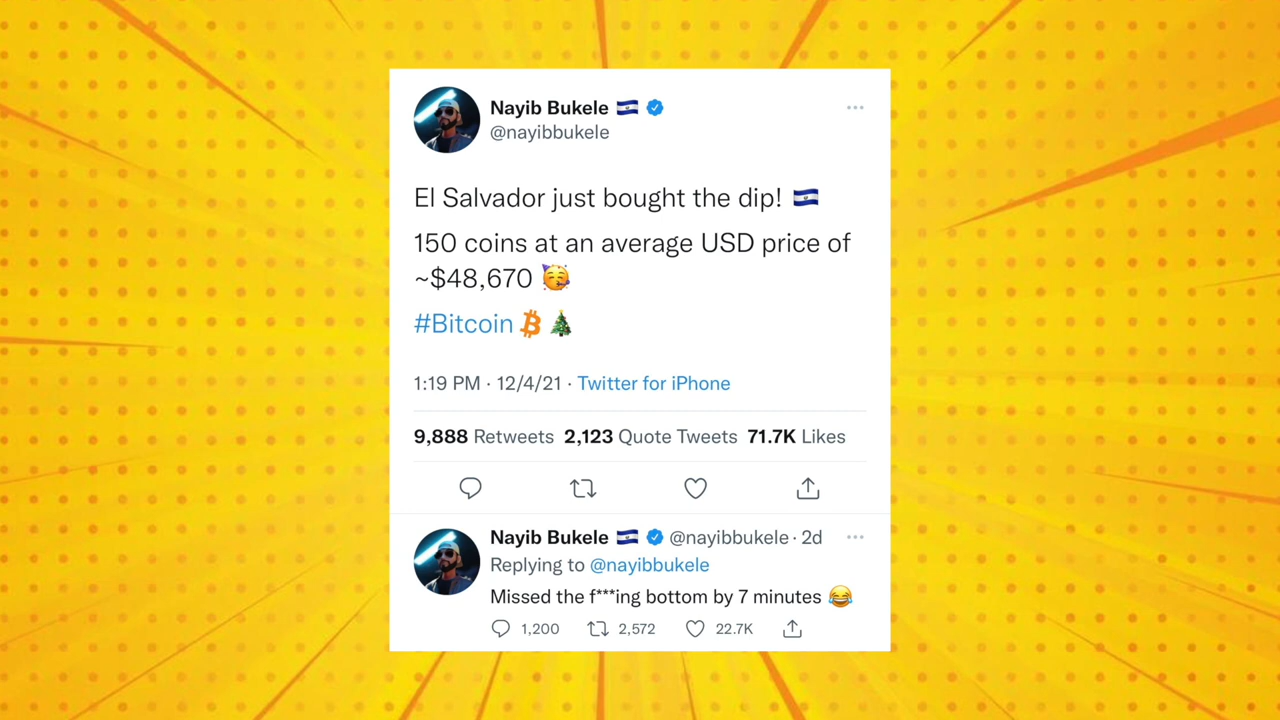 Nayib Bukele 🇸🇻
@nayibbukele
El Salvador just bought the dip! 🇸🇻
150 coins at an average USD price of
~$48,670 🥳
#Bitcoin ₿🎄
1:19 PM · 12/4/21 · Twitter for iPhone
9,888 Retweets 2,123 Quote Tweets 71.7K Likes
Nayib Bukele 🇸🇻 @nayibbukele · 2d
Replying to @nayibbukele
Missed the f***ing bottom by 7 minutes 😂
1,200 2,572 22.7K